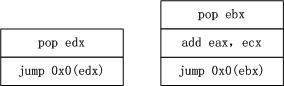 pop edx
jump 0x0(edx)
pop ebx
add eax，ecx
jump 0x0(ebx)